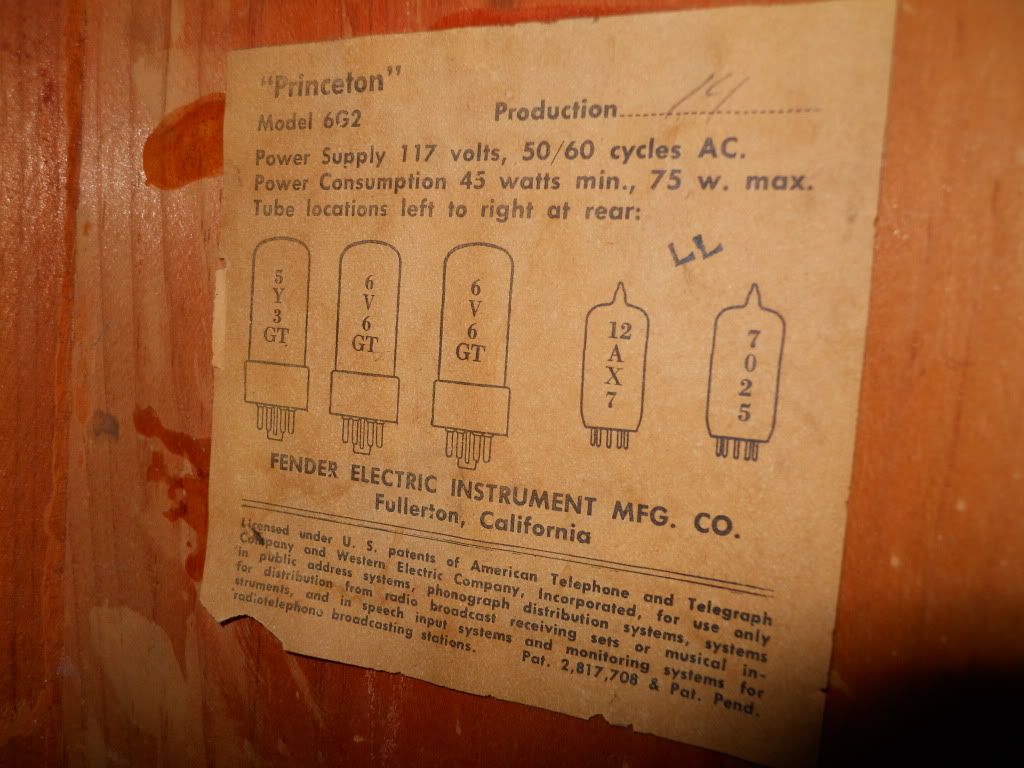 "Princeton"
Model 6G2 Production 14
Power Supply 117 volts, 50/60 cycles AC.
Power Consumption 45 watts min., 75 w. max.
Tube locations left to right at rear:
LL
5Y3GT 6V6GT 6V6GT 12AX7 7025
FENDER ELECTRIC INSTRUMENT MFG. CO.
Fullerton, California
Licensed under U. S. patents of American Telephone and Telegraph
Company and Western Electric Company, Incorporated, for use only
in public address systems, phonograph distribution systems, systems
for distribution from radio broadcast receiving sets or musical in-
struments, and in speech input systems and monitoring systems for
radiotelephone broadcasting stations.
Pat. 2,817,708 & Pat. Pend.